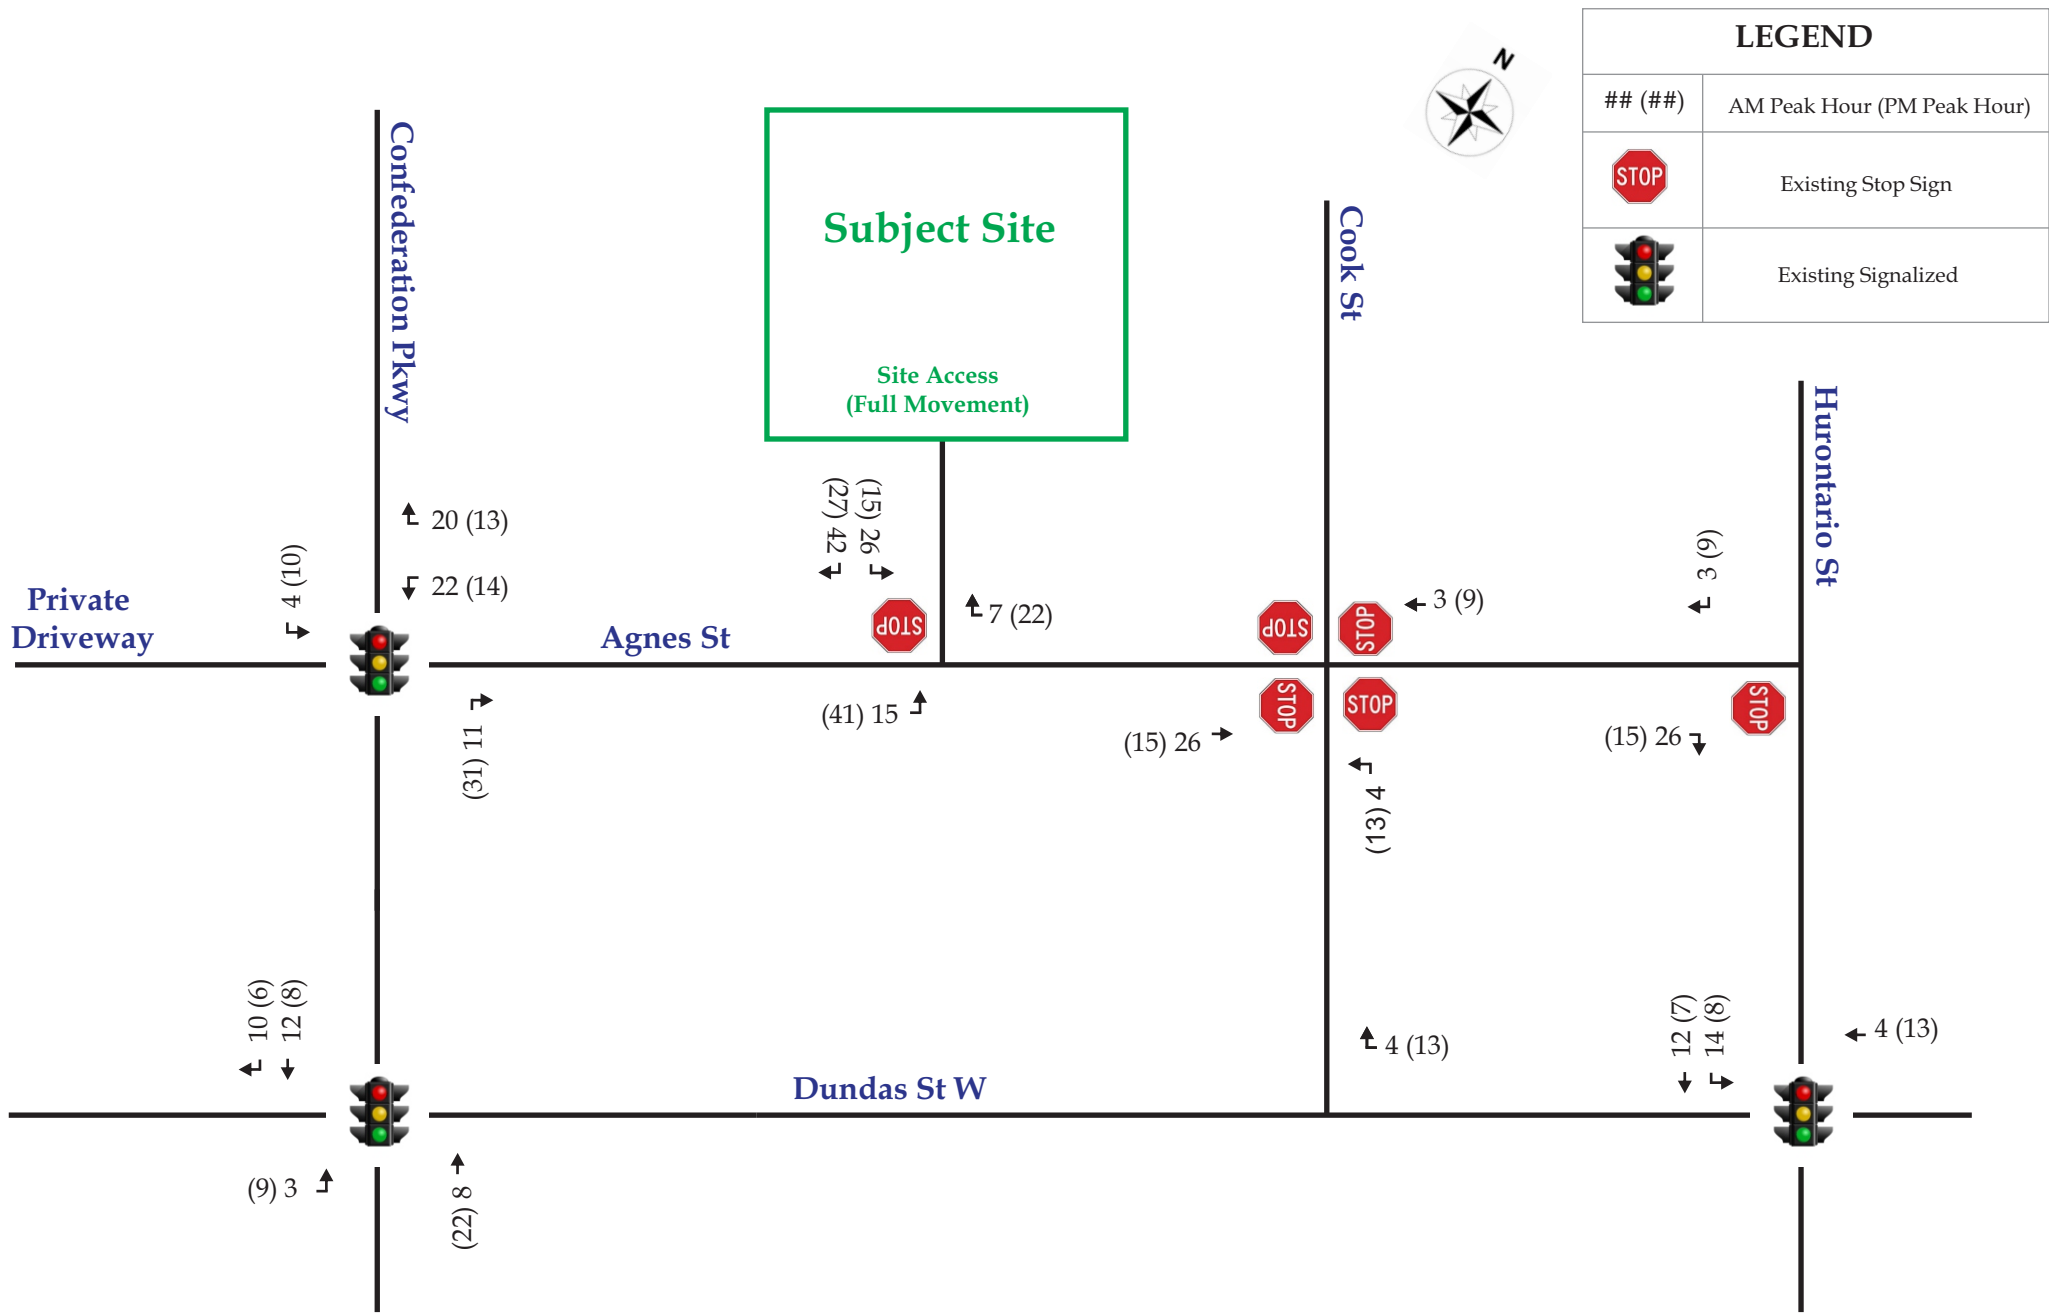 LEGEND
## (##)
AM Peak Hour (PM Peak Hour)
STOP
Existing Stop Sign
Existing Signalized
N
Confederation Pkwy
Subject Site
Site Access
(Full Movement)
Cook St
Hurontario St
20 (13)
22 (14)
4 (10)
Private
Driveway
Agnes St
(27) 42
(15) 26
STOP
7 (22)
STOP
STOP
3 (9)
3 (9)
(31) 11
(41) 15
(15) 26
STOP
STOP
(13) 4
(15) 26
STOP
10 (6)
12 (8)
Dundas St W
4 (13)
12 (7)
14 (8)
4 (13)
(9) 3
(22) 8